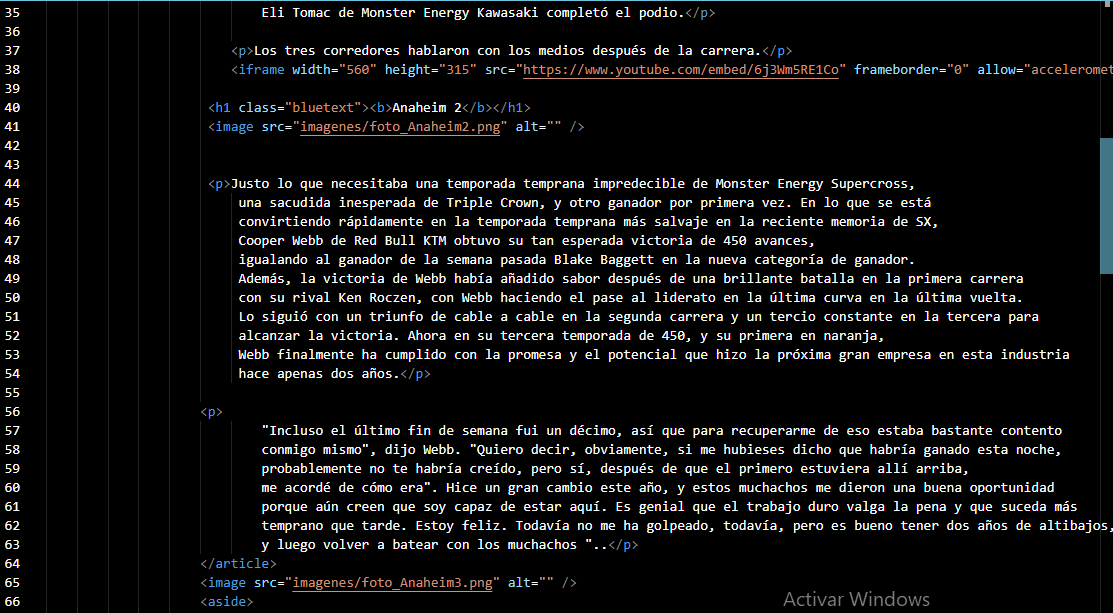 35 Eli Tomac de Monster Energy Kawasaki completó el podio.</p>
36
37 <p>Los tres corredores hablaron con los medios después de la carrera.</p>
38 <iframe width="560" height="315" src="https://www.youtube.com/embed/6j3Wm5RE1Co" frameborder="0" allow="acceleromet
39
40 <h1 class="bluetext"><b>Anaheim 2</b></h1>
41 <image src="imagenes/foto_Anaheim2.png" alt="" />
42
43
44 <p>Justo lo que necesitaba una temporada temprana impredecible de Monster Energy Supercross,
45 una sacudida inesperada de Triple Crown, y otro ganador por primera vez. En lo que se está
46 convirtiendo rápidamente en la temporada temprana más salvaje en la reciente memoria de SX,
47 Cooper Webb de Red Bull KTM obtuvo su tan esperada victoria de 450 avances,
48 igualando al ganador de la semana pasada Blake Baggett en la nueva categoría de ganador.
49 Además, la victoria de Webb había añadido sabor después de una brillante batalla en la primera carrera
50 con su rival Ken Roczen, con Webb haciendo el pase al liderato en la última curva en la última vuelta.
51 Lo siguió con un triunfo de cable a cable en la segunda carrera y un tercio constante en la tercera para
52 alcanzar la victoria. Ahora en su tercera temporada de 450, y su primera en naranja,
53 Webb finalmente ha cumplido con la promesa y el potencial que hizo la próxima gran empresa en esta industria
54 hace apenas dos años.</p>
55
56 <p>
57 "Incluso el último fin de semana fui un décimo, así que para recuperarme de eso estaba bastante contento
58 conmigo mismo", dijo Webb. "Quiero decir, obviamente, si me hubieses dicho que habría ganado esta noche,
59 probablemente no te habría creído, pero sí, después de que el primero estuviera allí arriba,
60 me acordé de cómo era". Hice un gran cambio este año, y estos muchachos me dieron una buena oportunidad
61 porque aún creen que soy capaz de estar aquí. Es genial que el trabajo duro valga la pena y que suceda más
62 temprano que tarde. Estoy feliz. Todavía no me ha golpeado, todavía, pero es bueno tener dos años de altibajos,
63 y luego volver a batear con los muchachos "..</p>
64 </article>
65 <image src="imagenes/foto_Anaheim3.png" alt="" />
66 <aside>
Activar Windows